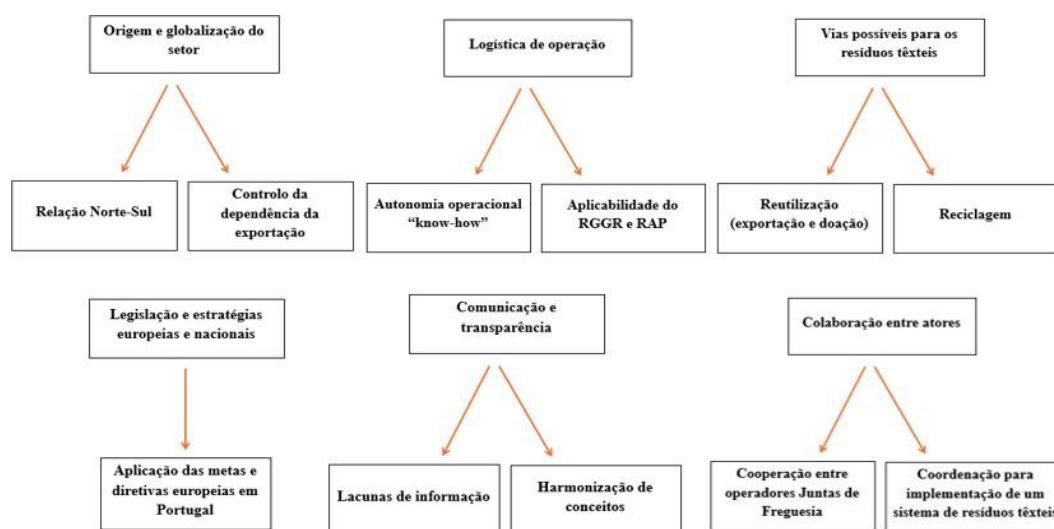 Origem e globalização do
setor
Logística de operação
Vias possíveis para os
resíduos têxteis
Relação Norte-Sul
Controlo da
dependência da
exportação
Autonomia operacional
“know-how”
Aplicabilidade do
RGGR e RAP
Reutilização
(exportação e doação)
Reciclagem
Legislação e estratégias
europeias e nacionais
Comunicação e
transparência
Colaboração entre atores
Aplicação das metas e
diretivas europeias em
Portugal
Lacunas de informação
Harmonização de
conceitos
Cooperação entre
operadores Juntas de
Freguesia
Coordenação para
implementação de um
sistema de resíduos têxteis